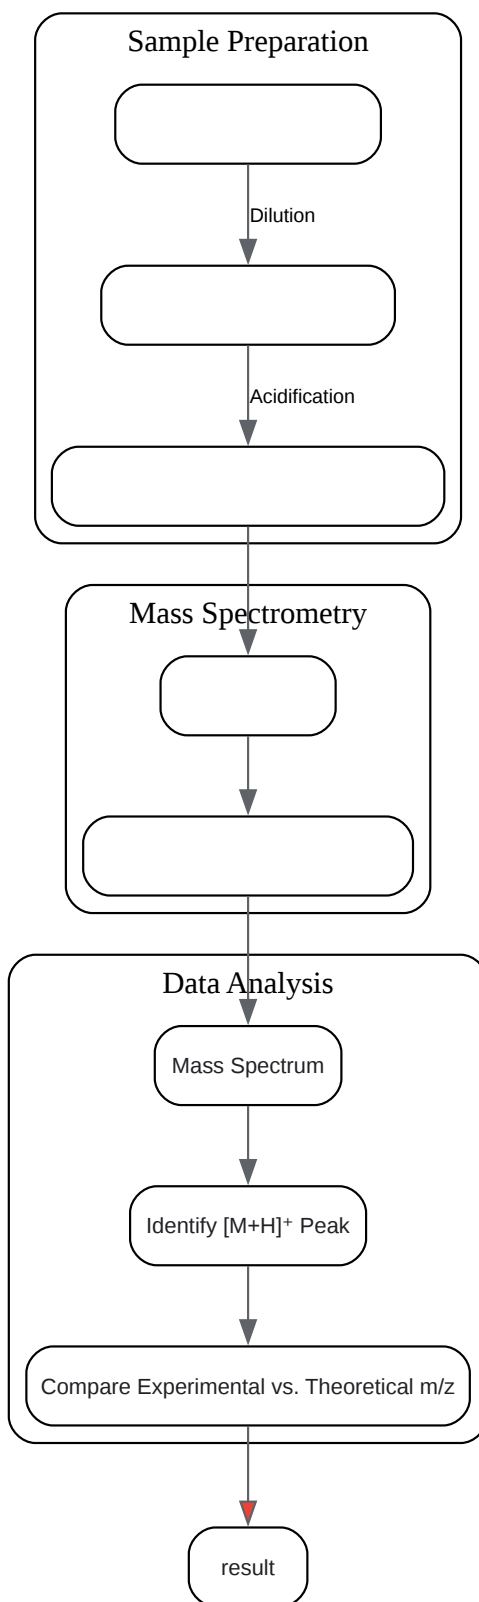 Sample Preparation
Dilution
Acidification
Mass Spectrometry
Data Analysis
Mass Spectrum
Identify [M+H]⁺ Peak
Compare Experimental vs. Theoretical m/z
result